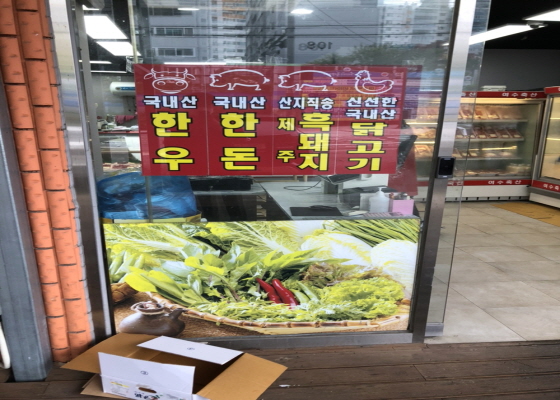 국내산
한우
국내산
한돈
산지직송
제주
흑돼지
신선한
국내산
닭고기